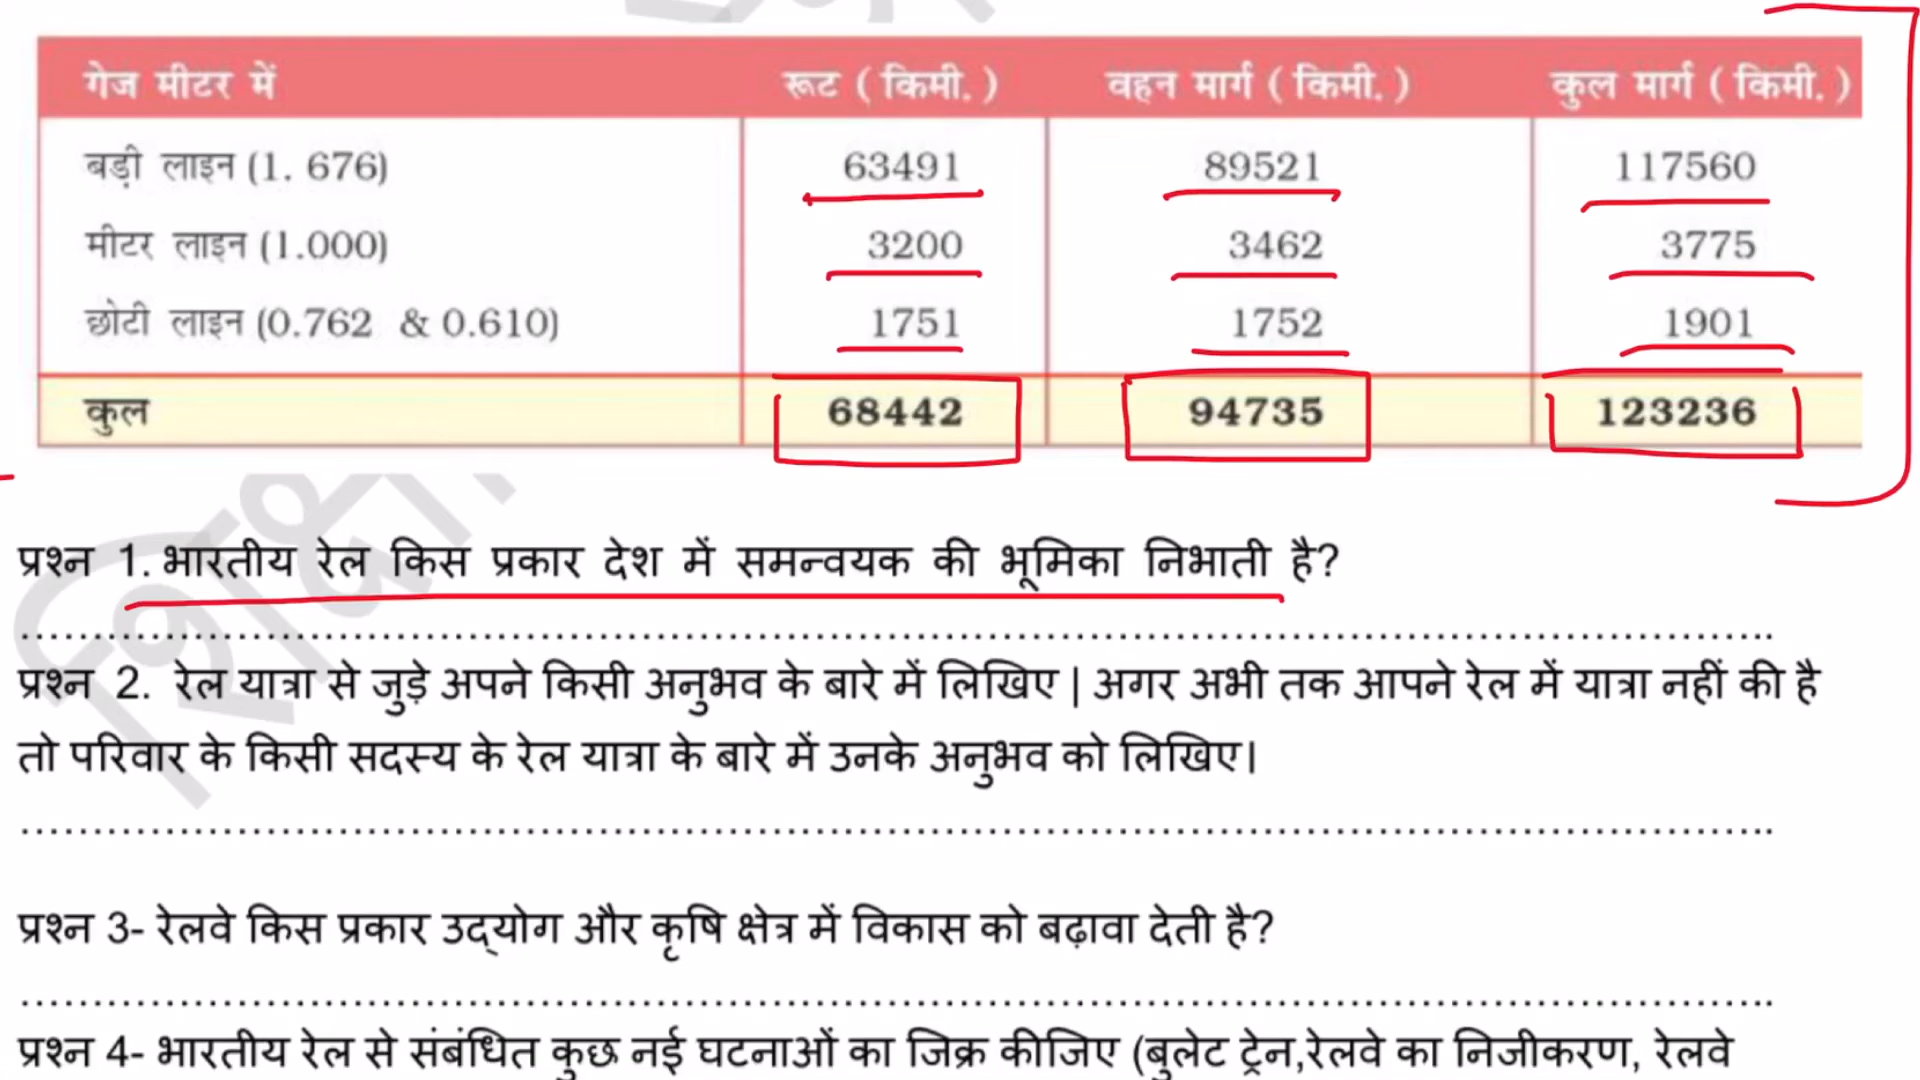 गेज मीटर में रूट ( किमी. ) वहन मार्ग ( किमी. ) कुल मार्ग ( किमी. )
बड़ी लाइन (1. 676) 63491 89521 117560
मीटर लाइन (1.000) 3200 3462 3775
छोटी लाइन (0.762 & 0.610) 1751 1752 1901
कुल 68442 94735 123236
प्रश्न 1. भारतीय रेल किस प्रकार देश में समन्वयक की भूमिका निभाती है?
प्रश्न 2. रेल यात्रा से जुड़े अपने किसी अनुभव के बारे में लिखिए | अगर अभी तक आपने रेल में यात्रा नहीं की है
तो परिवार के किसी सदस्य के रेल यात्रा के बारे में उनके अनुभव को लिखिए।
प्रश्न 3- रेलवे किस प्रकार उद्योग और कृषि क्षेत्र में विकास को बढ़ावा देती है?
प्रश्न 4- भारतीय रेल से संबंधित कुछ नई घटनाओं का जिक्र कीजिए (बुलेट ट्रेन,रेलवे का निजीकरण, रेलवे